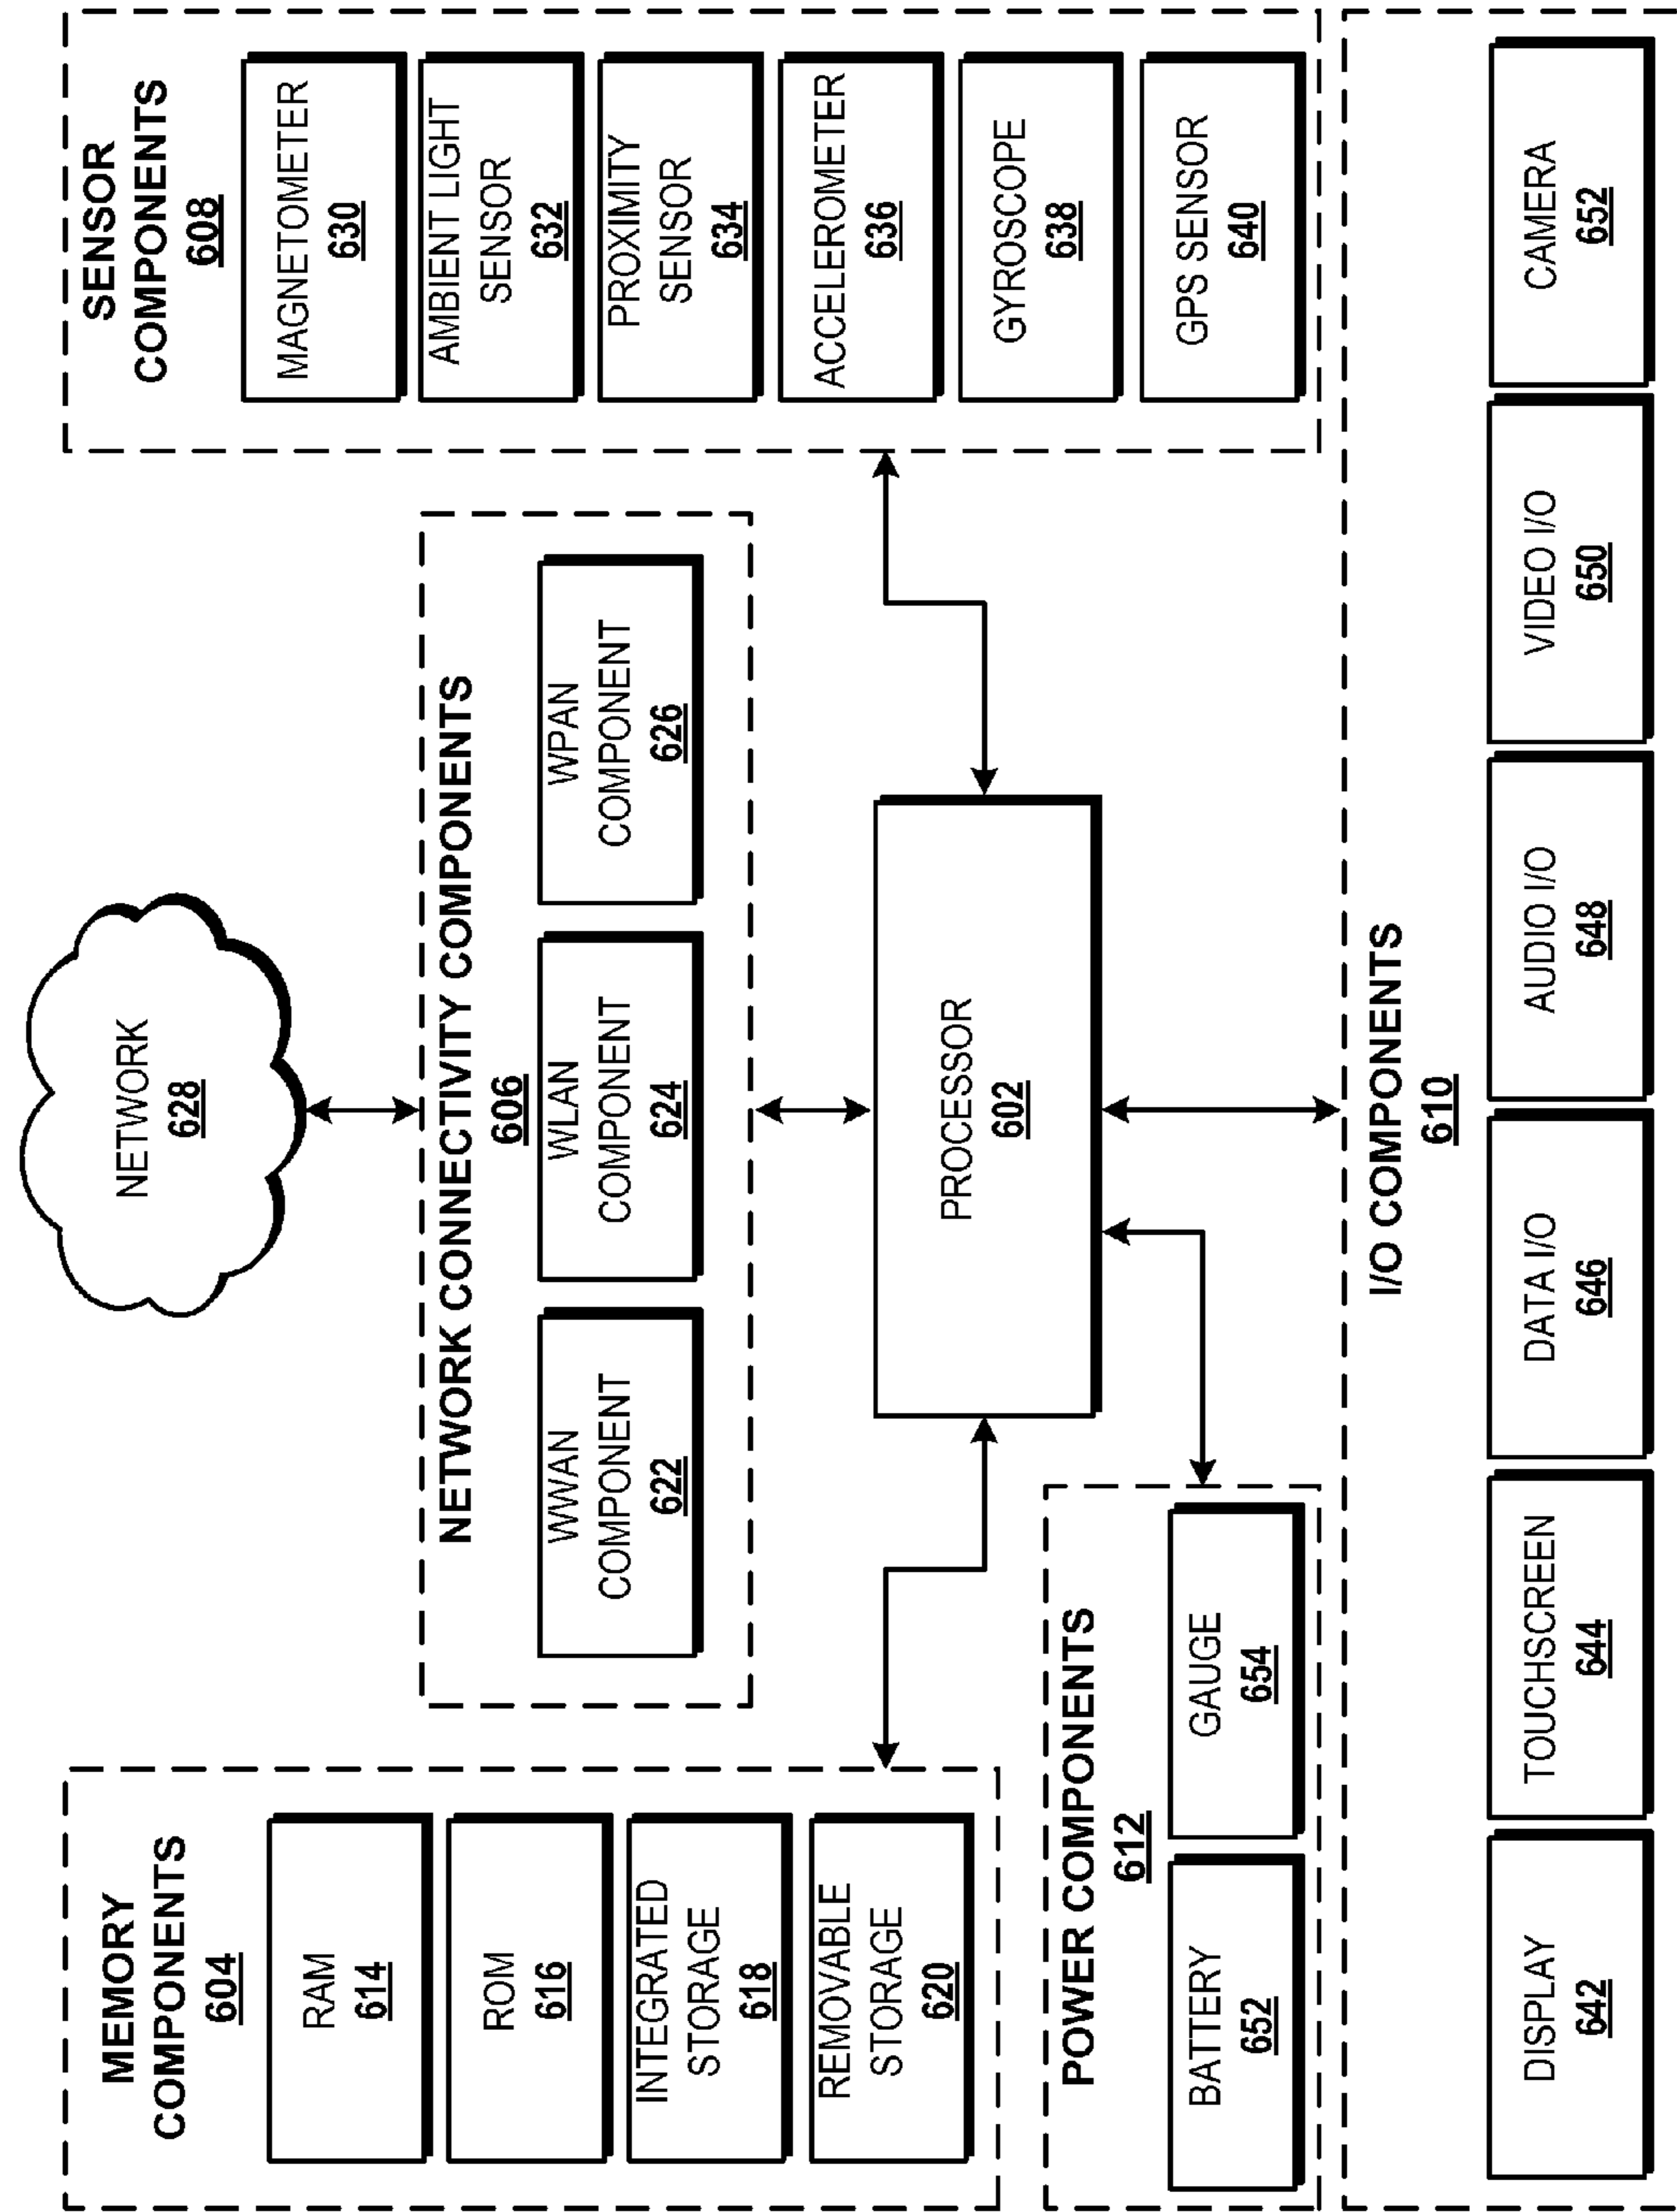 NETWORK
628
MEMORY
COMPONENTS
604
RAM
614
ROM
616
INTEGRATED
STORAGE
618
REMOVABLE
STORAGE
620
NETWORK CONNECTIVITY COMPONENTS
606
WWAN
COMPONENT
622
WLAN
COMPONENT
624
WPAN
COMPONENT
626
SENSOR
COMPONENTS
608
MAGNETOMETER
630
AMBIENT LIGHT
SENSOR
632
PROXIMITY
SENSOR
634
ACCELEROMETER
636
GYROSCOPE
638
GPS SENSOR
640
PROCESSOR
602
POWER COMPONENTS
612
BATTERY
652
GAUGE
654
I/O COMPONENTS
610
DISPLAY
642
TOUCHSCREEN
644
DATA I/O
646
AUDIO I/O
648
VIDEO I/O
650
CAMERA
652